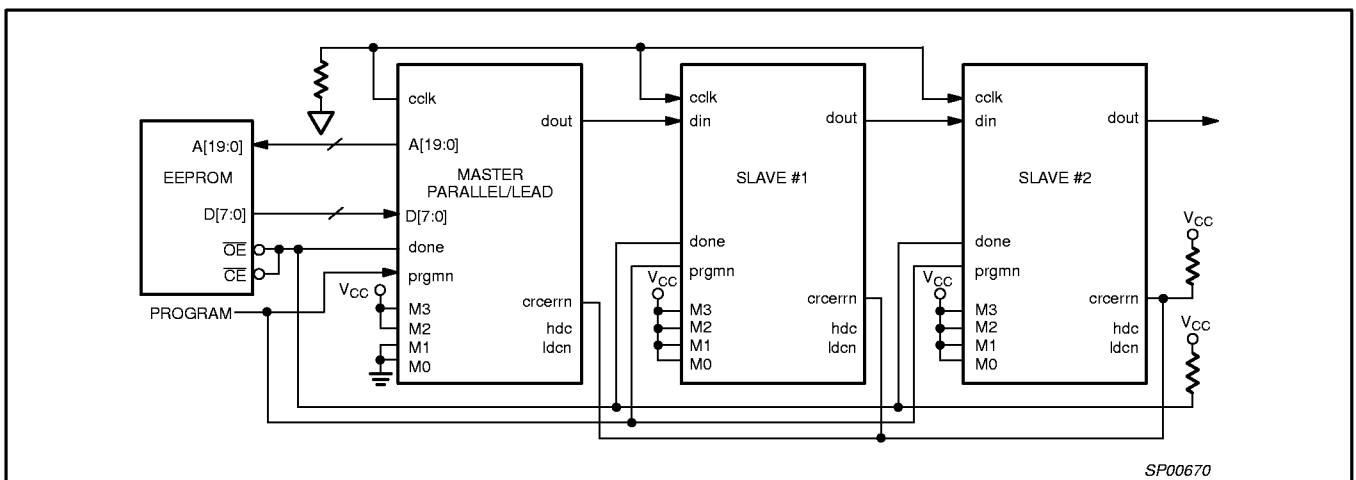 EEPROM
A[19:0]
D[7:0]
OE
CE
PROGRAM
cclk
dout
A[19:0]
MASTER
PARALLEL/LEAD
D[7:0]
done
prgmn
VCC
M3
M2
M1
M0
crcerrn
hdc
ldcn
cclk
din
dout
SLAVE #1
done
prgmn
VCC
M3
M2
M1
M0
crcerrn
hdc
ldcn
cclk
din
dout
SLAVE #2
done
prgmn
VCC
M3
M2
M1
M0
crcerrn
hdc
ldcn
VCC
VCC
SP00670